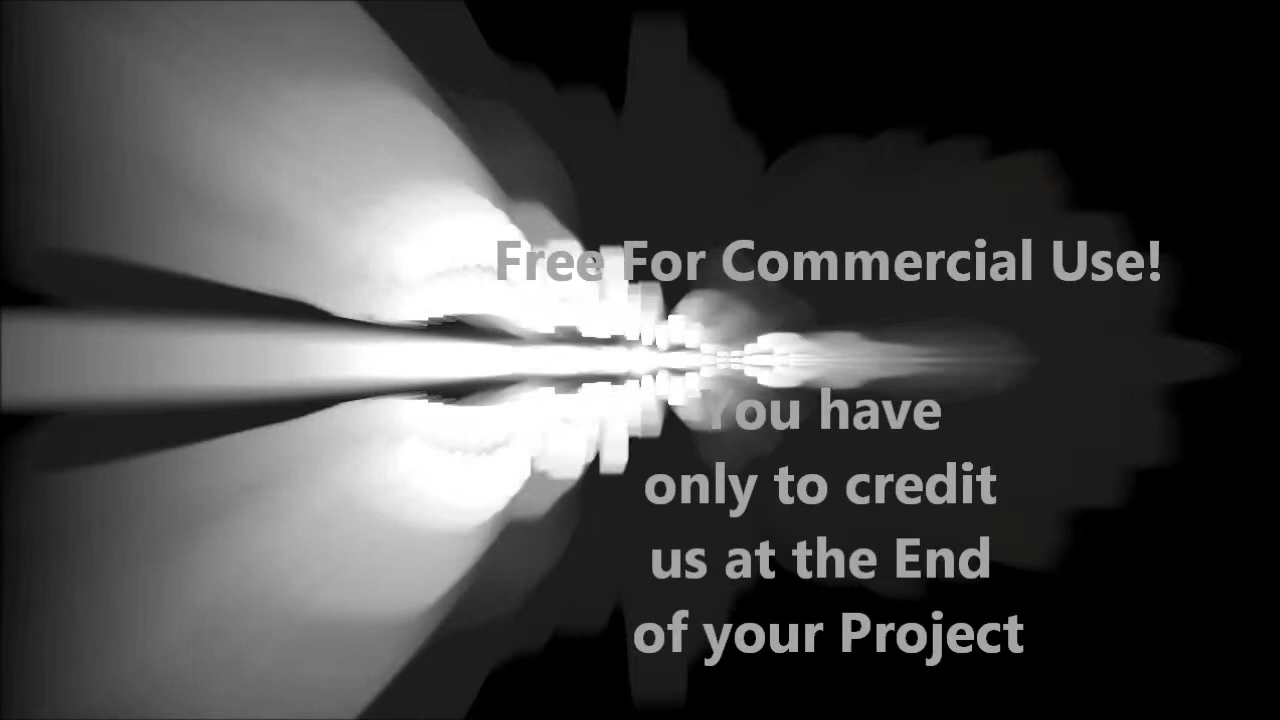 Free For Commercial Use!
You have
only to credit
us at the End
of your Project